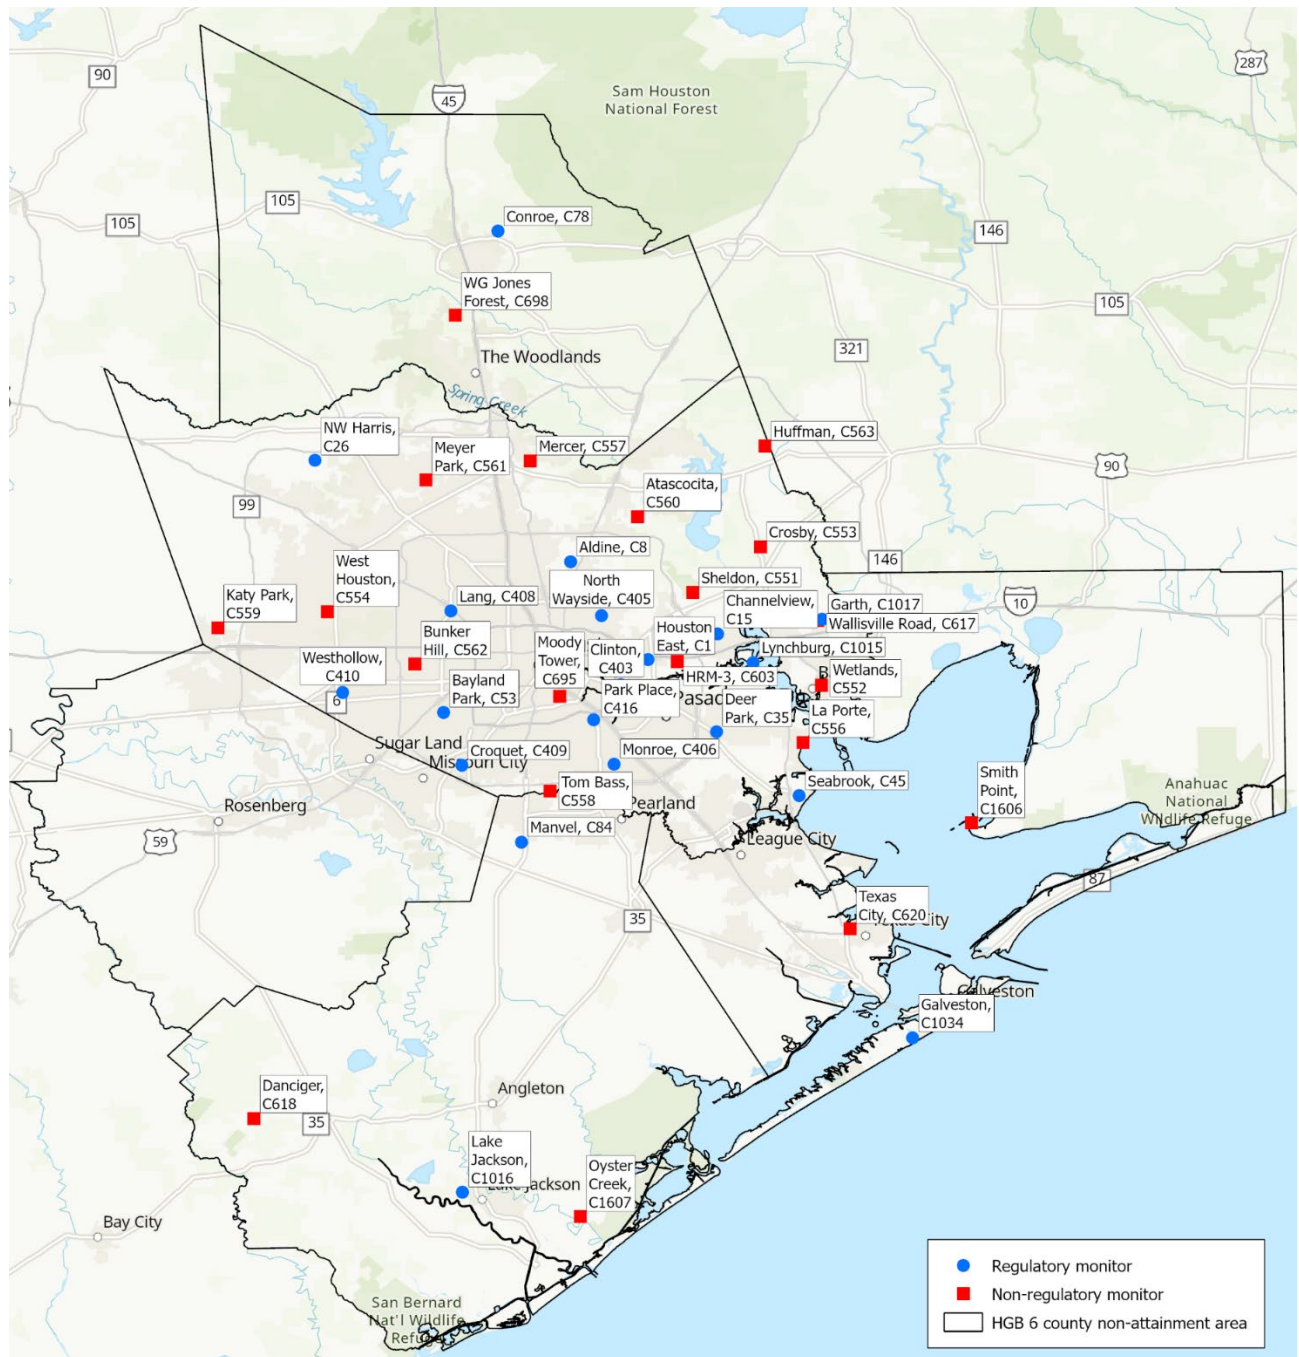 90
45
Sam Houston
National Forest
287
105
105
Conroe, C78
146
WG Jones
Forest, C698
105
321
The Woodlands
Spring Creek
NW Harris,
C26
Meyer
Park, C561
Mercer, C557
Huffman, C563
90
Atascocita,
C560
99
Crosby, C553
146
Aldine, C8
West
Houston,
C554
North
Wayside, C405
Sheldon, C551
Katy Park,
C559
Lang, C408
Channelview,
C15
Garth, C1017
10
Wallisville Road, C617
Bunker
Hill, C562
Moody
Tower,
C695
Clinton,
C403
Houston
East, C1
Lynchburg, C1015
Westhollow,
C410
HRM-3, C603
Wetlands,
C552
Bayland
Park, C53
Park Place,
C416
Deer
Park, C35
La Porte,
C556
6
Sugar Land
Missouri City
Croquet, C409
Monroe, C406
Seabrook, C45
Smith
Point,
C1606
Anahuac
National
Wildlife Refuge
Rosenberg
Tom Bass,
C558
Pearland
59
Manvel, C84
League City
87
35
Texas
City, C620
Galveston
Galveston,
C1034
Danciger,
C618
35
Angleton
Lake
Jackson,
C1016
Oyster
Creek,
C1607
Bay City
San Bernard
Nat'l Wildlife
Refuge
Regulatory monitor
Non-regulatory monitor
HGB 6 county non-attainment area